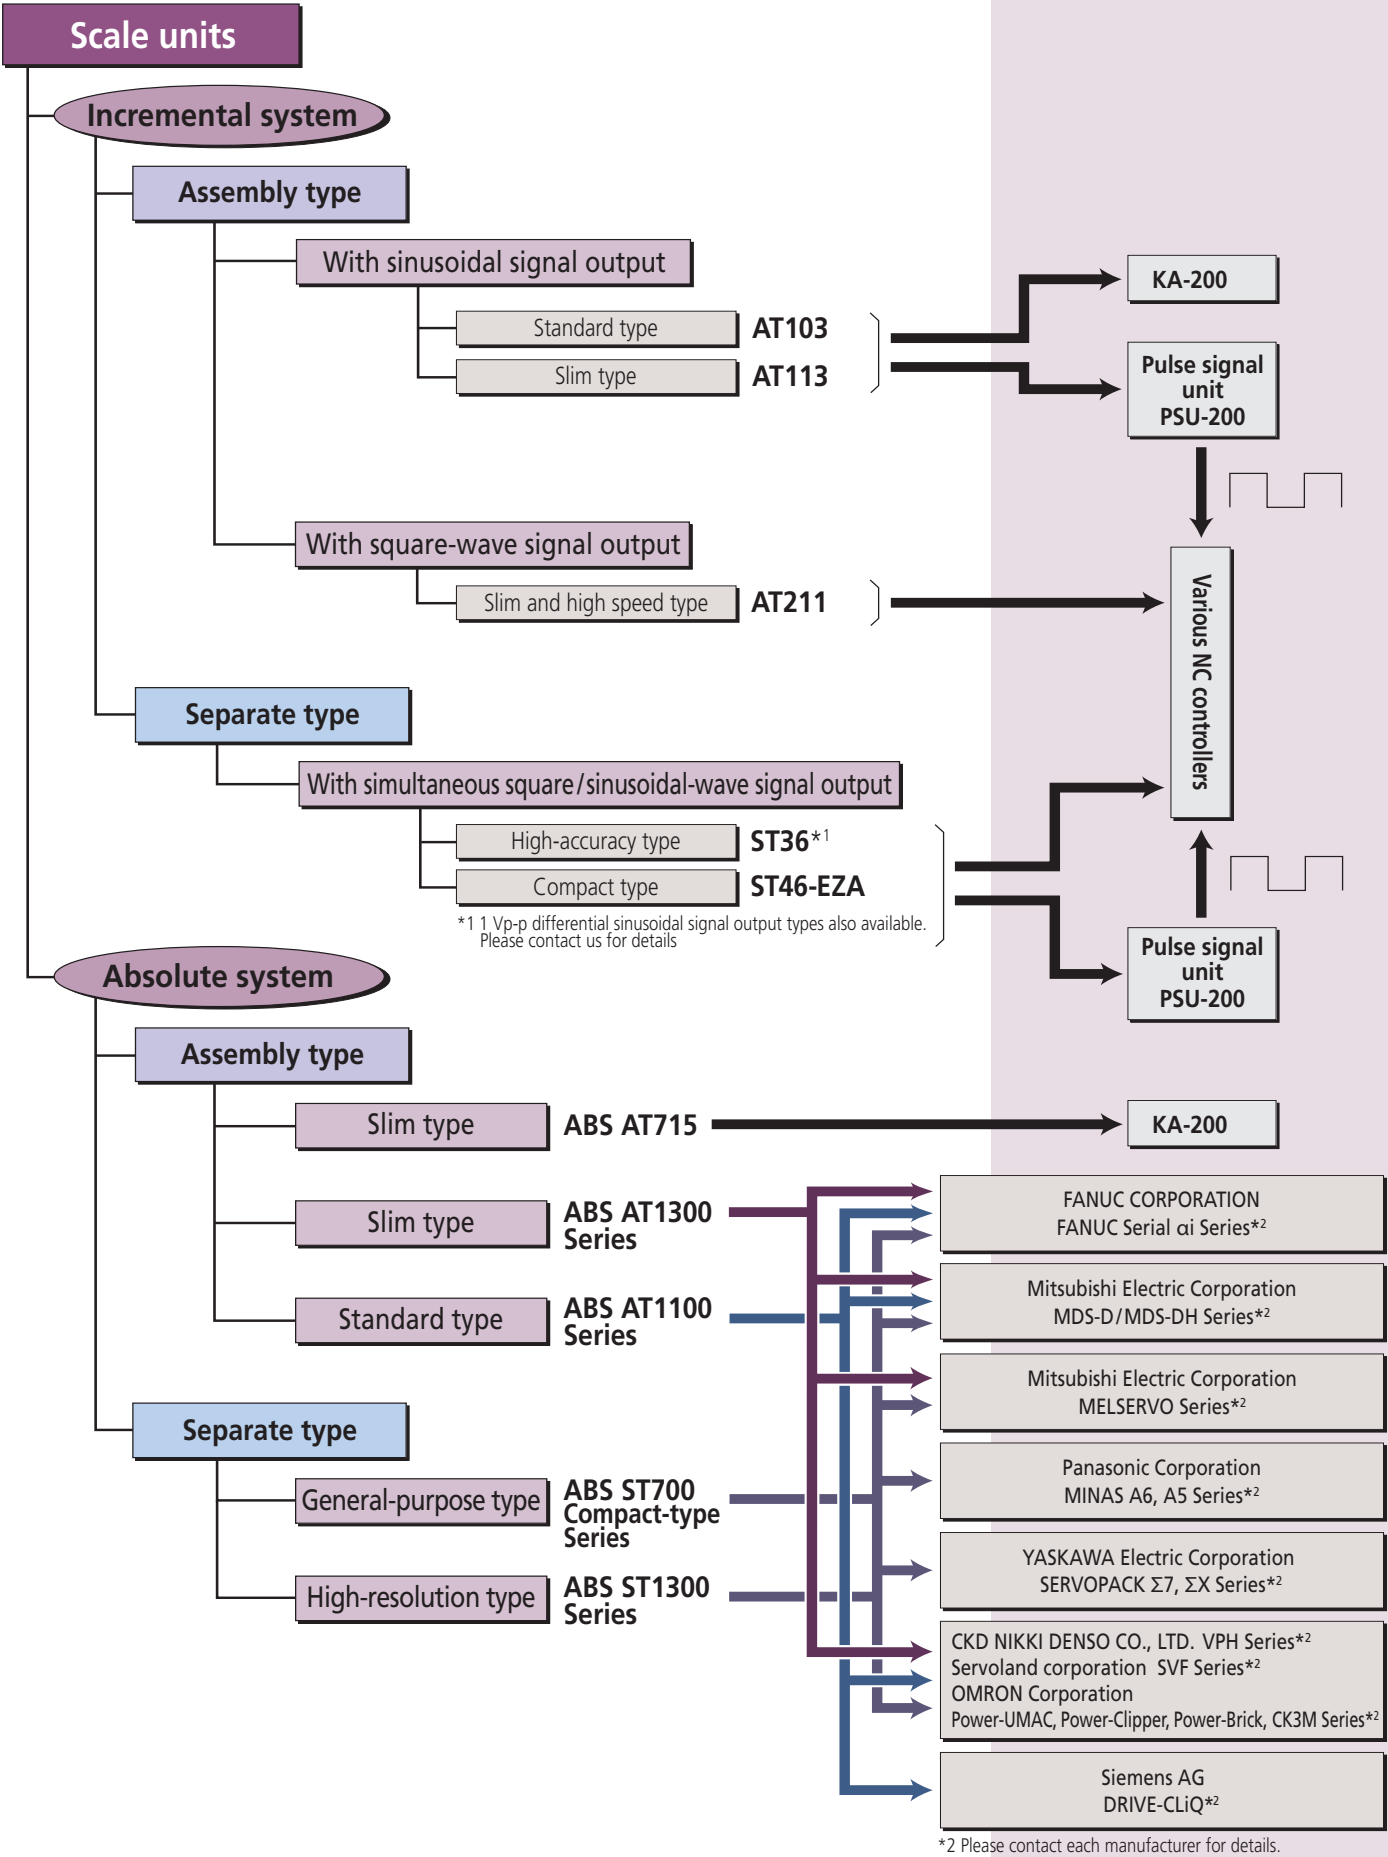 Scale units
Incremental system
Assembly type
With sinusoidal signal output
Standard type
AT103
Slim type
AT113
KA-200
Pulse signal
unit
PSU-200
With square-wave signal output
Slim and high speed type
AT211
Various NC controllers
Separate type
With simultaneous square/sinusoidal-wave signal output
High-accuracy type
ST36*1
Compact type
ST46-EZA
*1 1 Vp-p differential sinusoidal signal output types also available.
Please contact us for details
Pulse signal
unit
PSU-200
Absolute system
Assembly type
Slim type
ABS AT715
KA-200
Slim type
ABS AT1300
Series
Standard type
ABS AT1100
Series
Separate type
General-purpose type
ABS ST700
Compact-type
Series
High-resolution type
ABS ST1300
Series
FANUC CORPORATION
FANUC Serial αi Series*2
Mitsubishi Electric Corporation
MDS-D/MDS-DH Series*2
Mitsubishi Electric Corporation
MELSERVO Series*2
Panasonic Corporation
MINAS A6, A5 Series*2
YASKAWA Electric Corporation
SERVOPACK Σ7, ΣX Series*2
CKD NIKKI DENSO CO., LTD. VPH Series*2
Servoland corporation SVF Series*2
OMRON Corporation
Power-UMAC, Power-Clipper, Power-Brick, CK3M Series*2
Siemens AG
DRIVE-CLiQ*2
*2 Please contact each manufacturer for details.